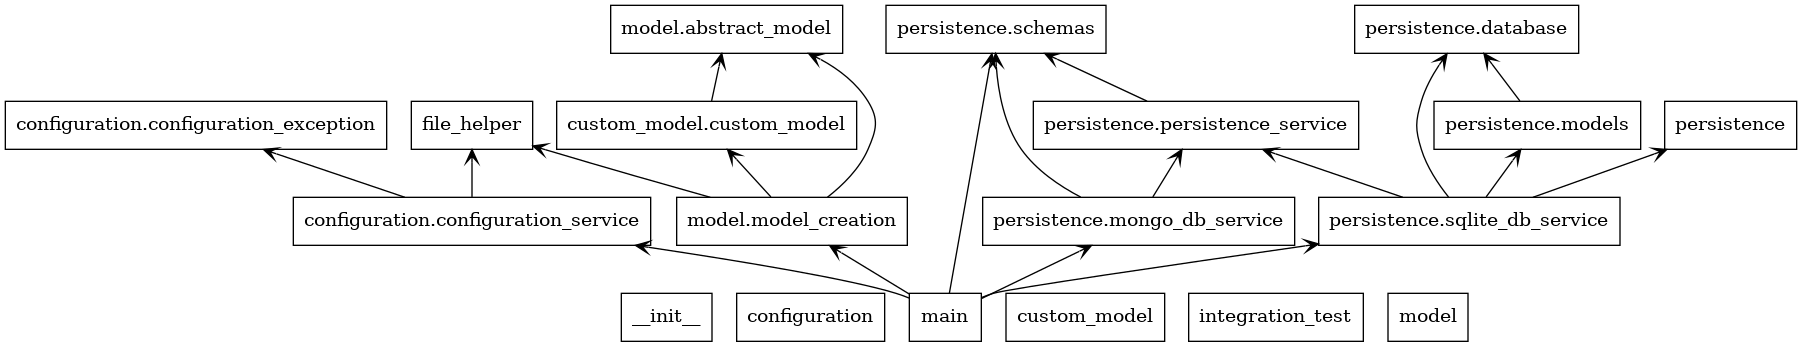 model.abstract_model
persistence.schemas
persistence.database
configuration.configuration_exception
file_helper
custom_model.custom_model
persistence.persistence_service
persistence.models
persistence
configuration.configuration_service
model.model_creation
persistence.mongo_db_service
persistence.sqlite_db_service
__init__
configuration
main
custom_model
integration_test
model